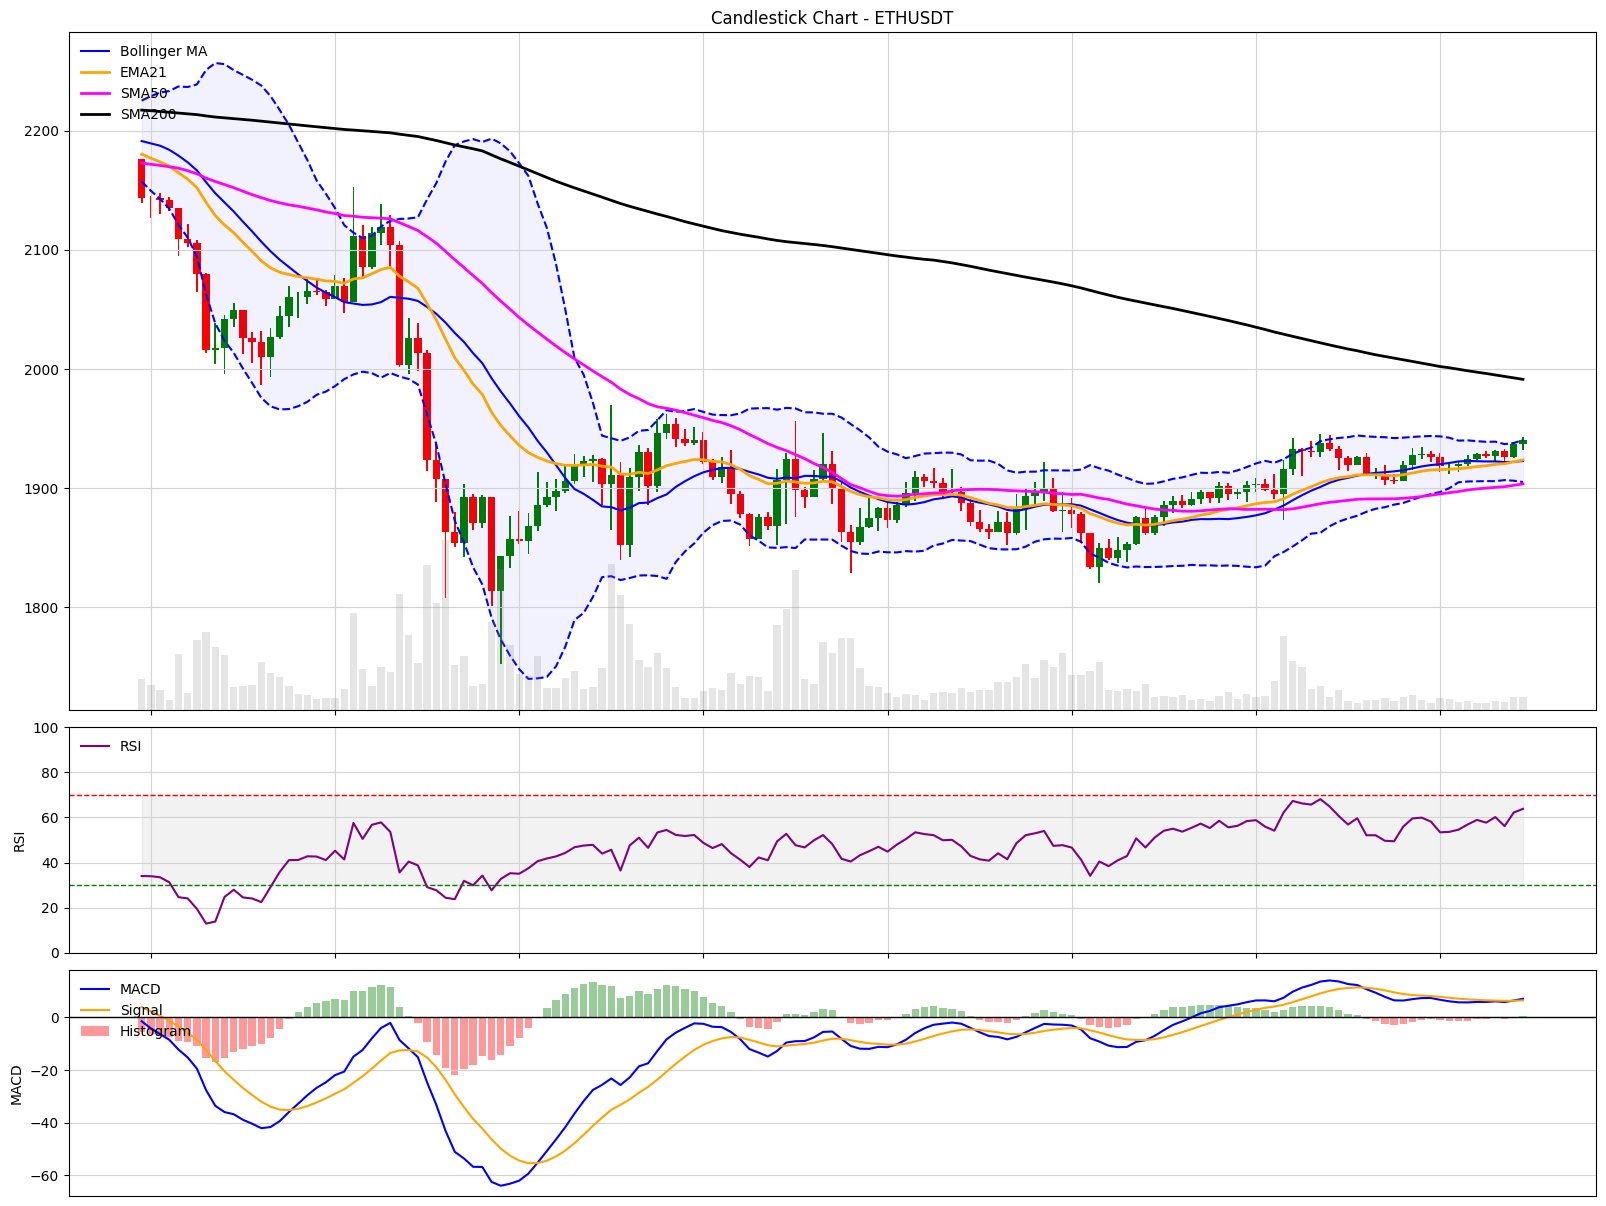 Candlestick Chart - ETHUSDT
Bollinger MA
EMA21
SMA50
SMA200
2200
2100
2000
1900
1800
RSI
100
80
60
40
20
0
RSI
MACD
Signal
Histogram
0
−20
−40
−60
MACD